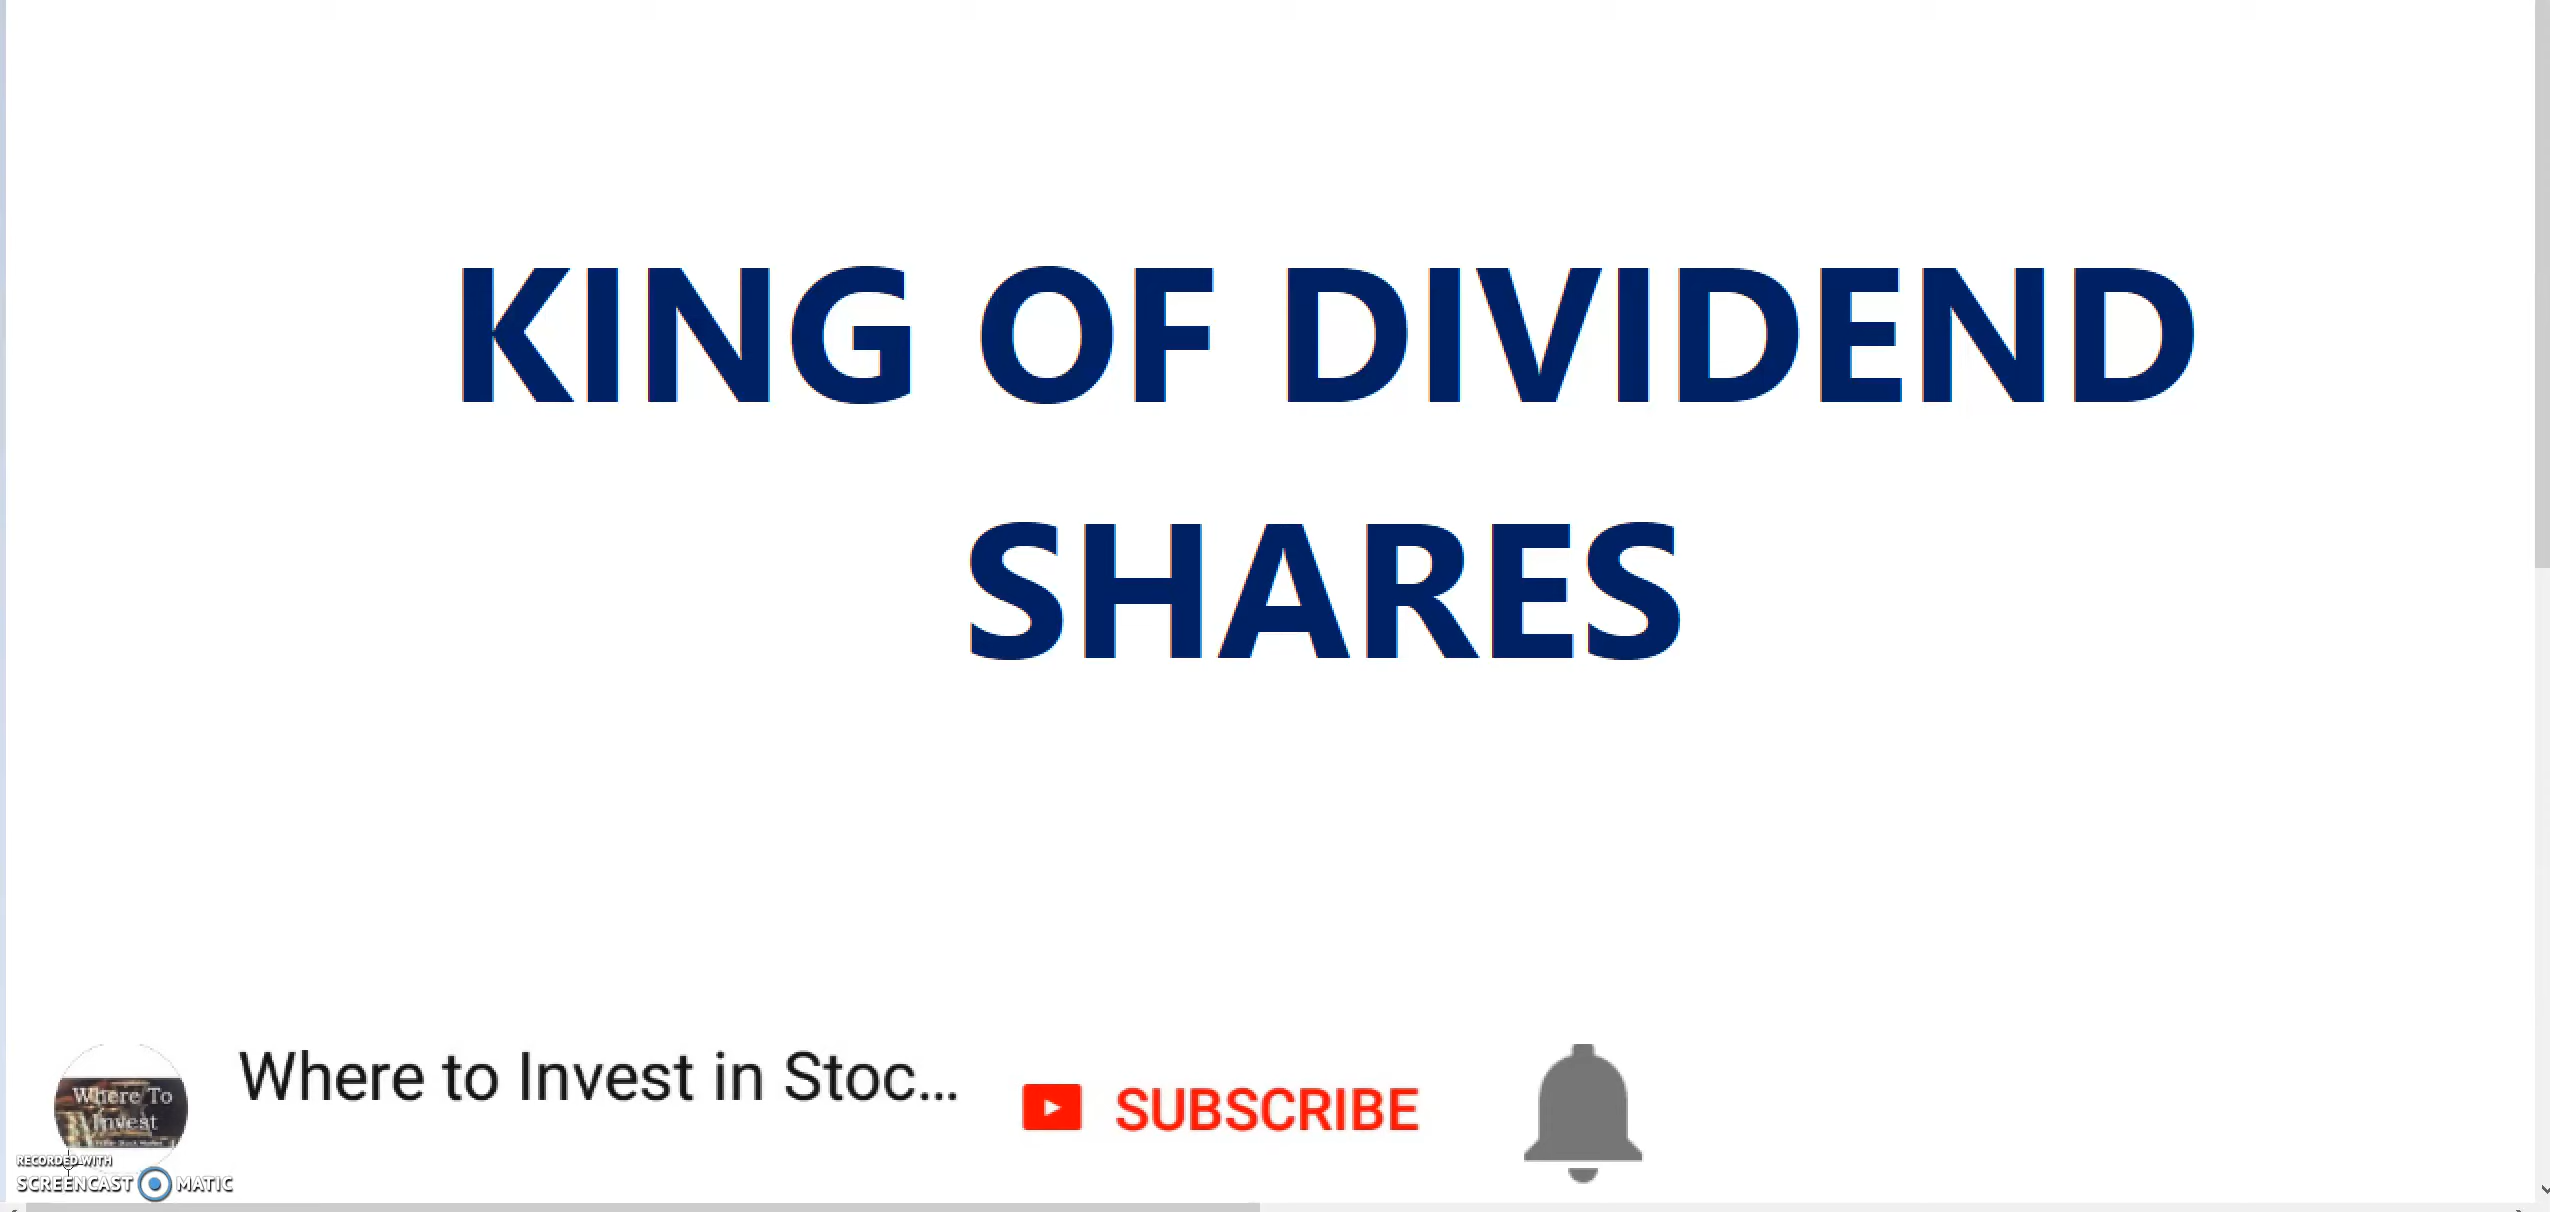 KING OF DIVIDEND
SHARES
Where to Invest in Stoc...
SUBSCRIBE
Where To
Invest
RECORDED WITH
SCREENCAST MATIC